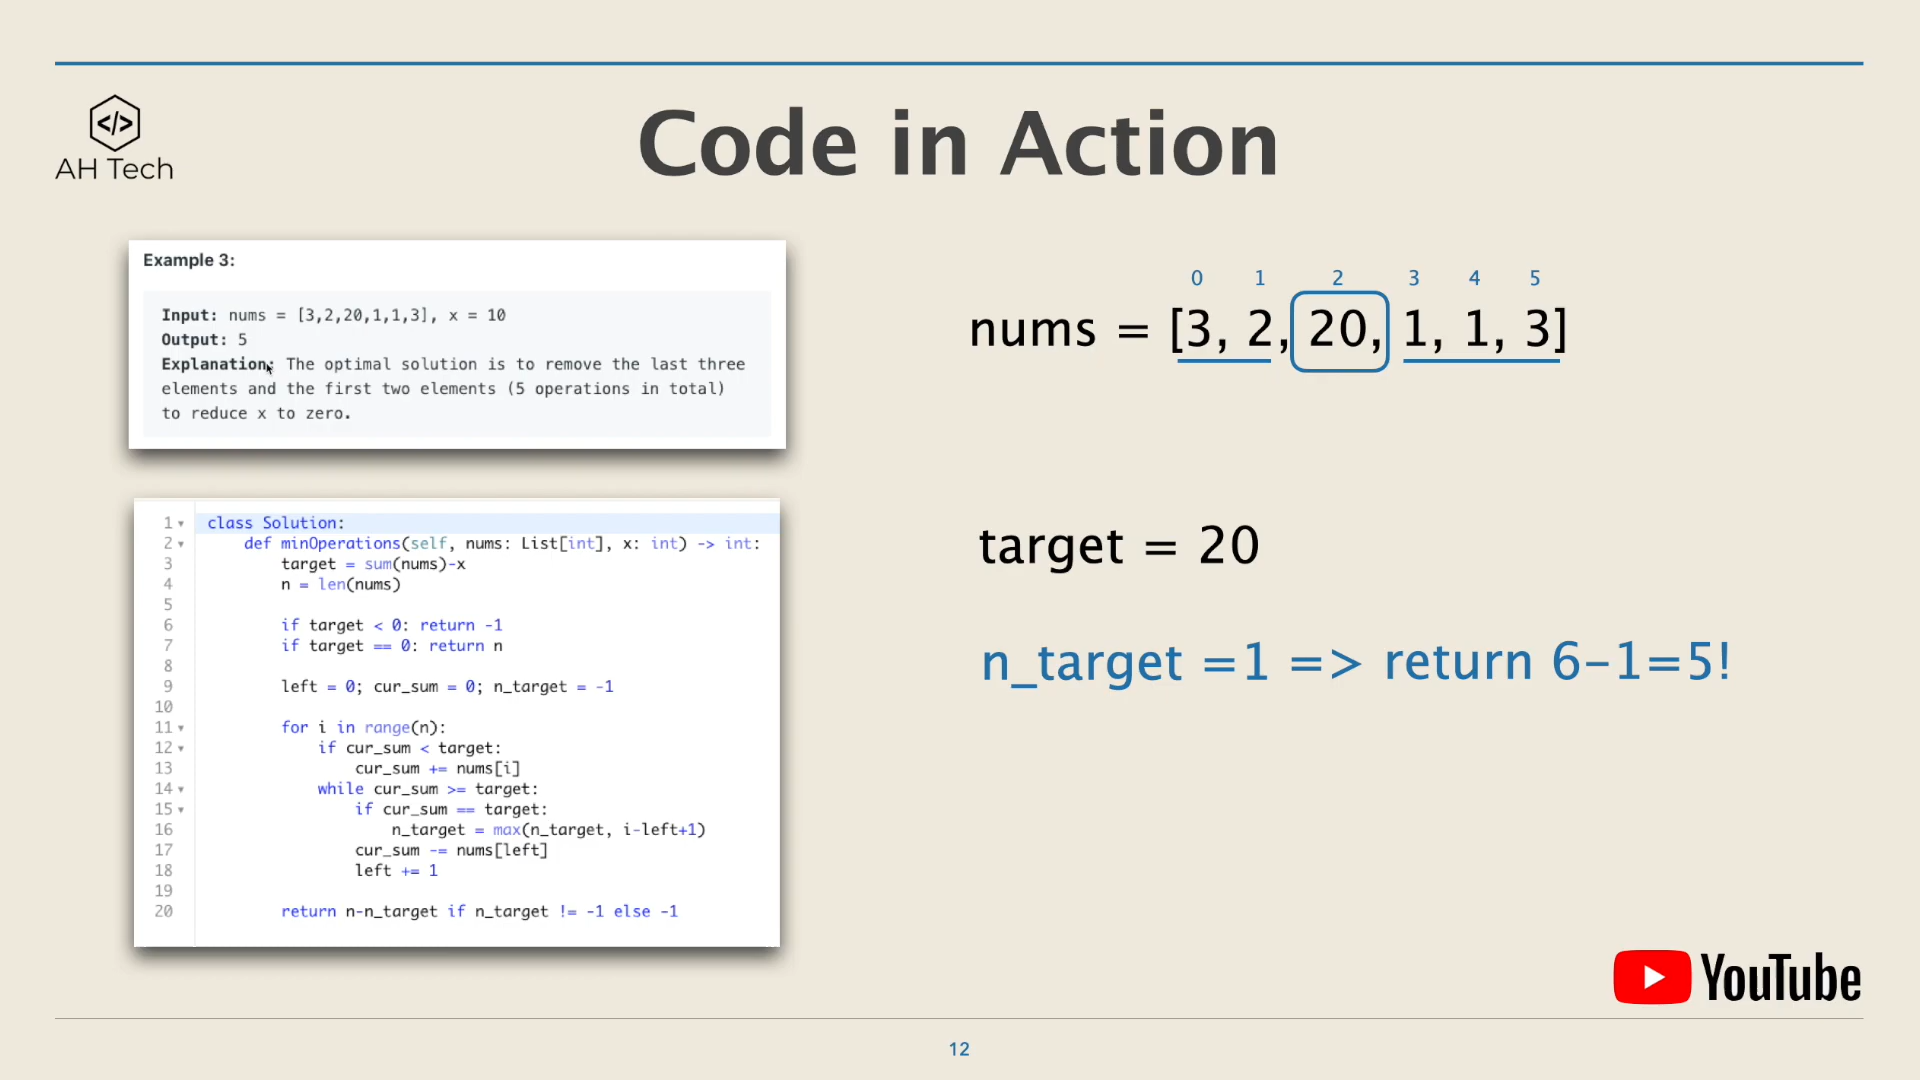 </> 
AH Tech
Code in Action
Example 3:
Input: nums = [3,2,20,1,1,3], x = 10
Output: 5
Explanation: The optimal solution is to remove the last three
elements and the first two elements (5 operations in total)
to reduce x to zero.
1 class Solution:
2     def minOperations(self, nums: List[int], x: int) -> int:
3         target = sum(nums)-x
4         n = len(nums)
5
6         if target < 0: return -1
7         if target == 0: return n
8
9         left = 0; cur_sum = 0; n_target = -1
10
11         for i in range(n):
12             if cur_sum < target:
13                 cur_sum += nums[i]
14             while cur_sum >= target:
15                 if cur_sum == target:
16                     n_target = max(n_target, i-left+1)
17                 cur_sum -= nums[left]
18                 left += 1
19
20         return n-n_target if n_target != -1 else -1
0 1 2 3 4 5
nums = [3, 2, 20, 1, 1, 3]
target = 20
n_target =1 => return 6-1=5!
YouTube
12